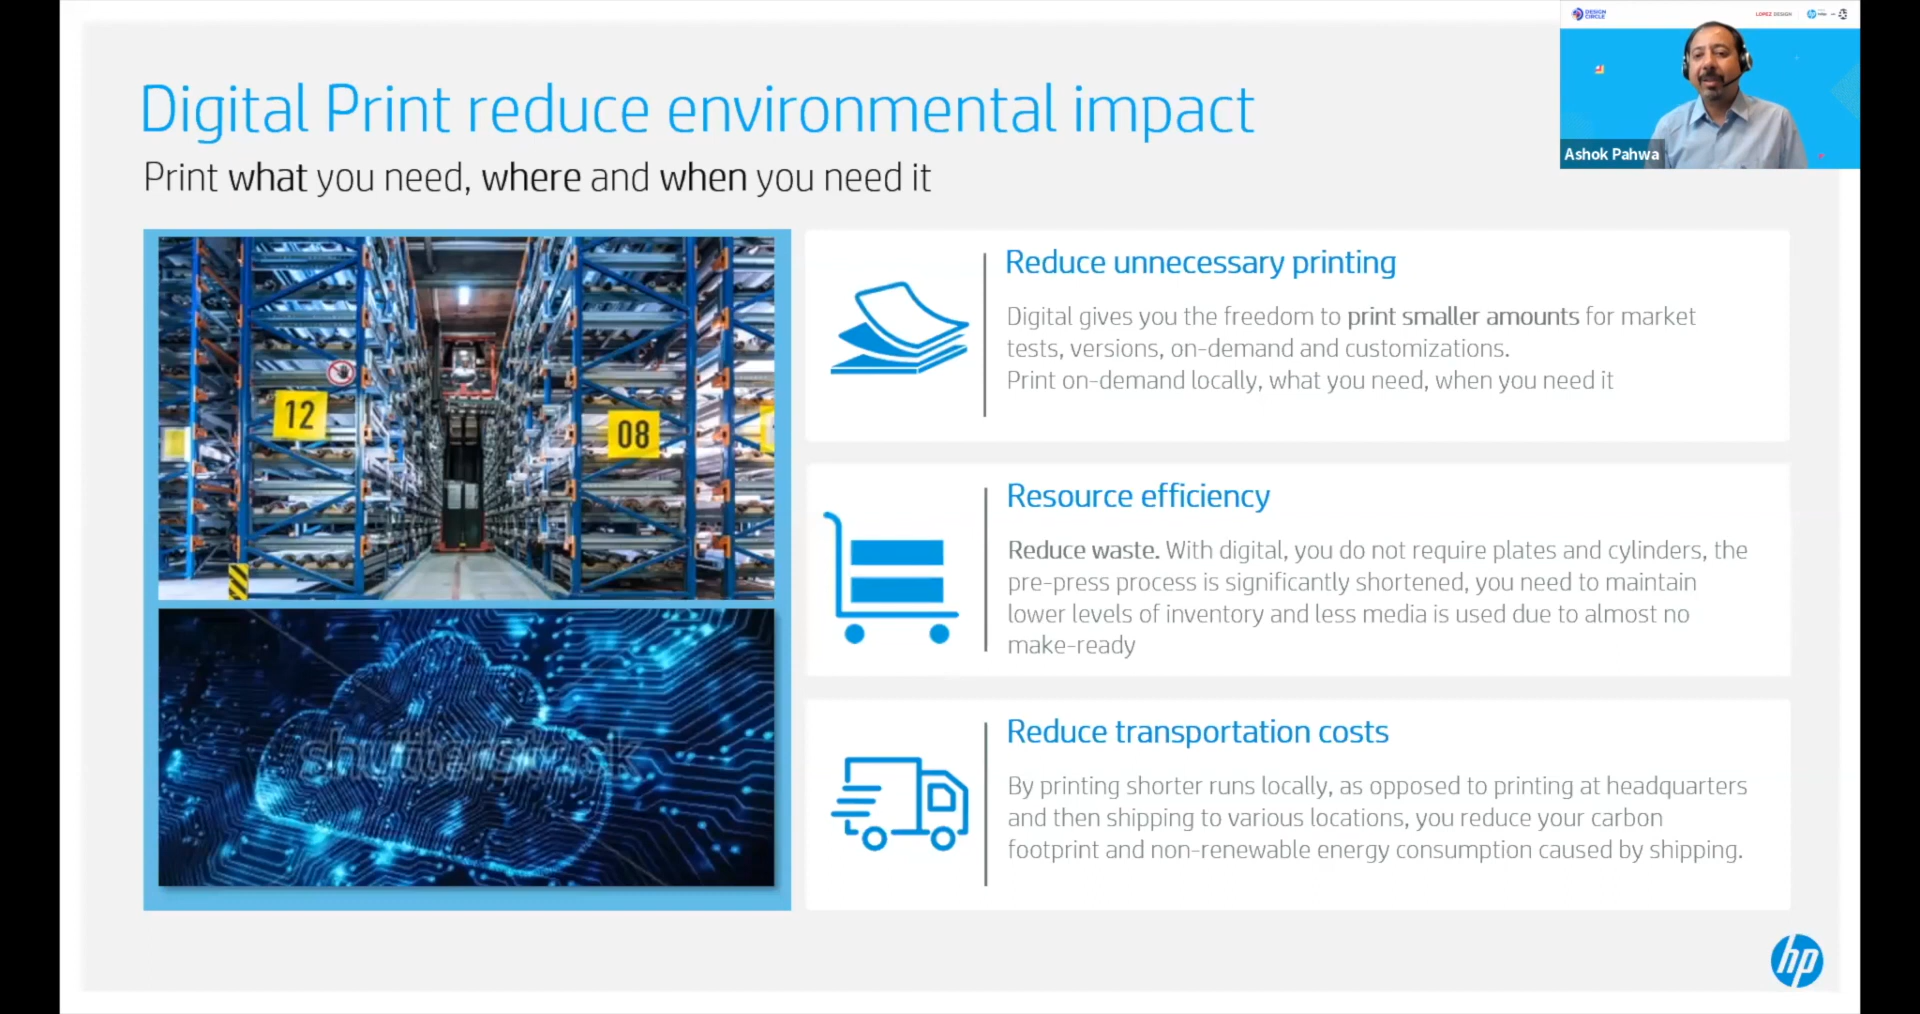 Digital Print reduce environmental impact
Print what you need, where and when you need it
DESIGN
CIRCLE
LOPEZ DESIGN
hp
Ashok Pahwa
12
08
shutterstock
Reduce unnecessary printing
Digital gives you the freedom to print smaller amounts for market
tests, versions, on-demand and customizations.
Print on-demand locally, what you need, when you need it
Resource efficiency
Reduce waste. With digital, you do not require plates and cylinders, the
pre-press process is significantly shortened, you need to maintain
lower levels of inventory and less media is used due to almost no
make-ready
Reduce transportation costs
By printing shorter runs locally, as opposed to printing at headquarters
and then shipping to various locations, you reduce your carbon
footprint and non-renewable energy consumption caused by shipping.
hp